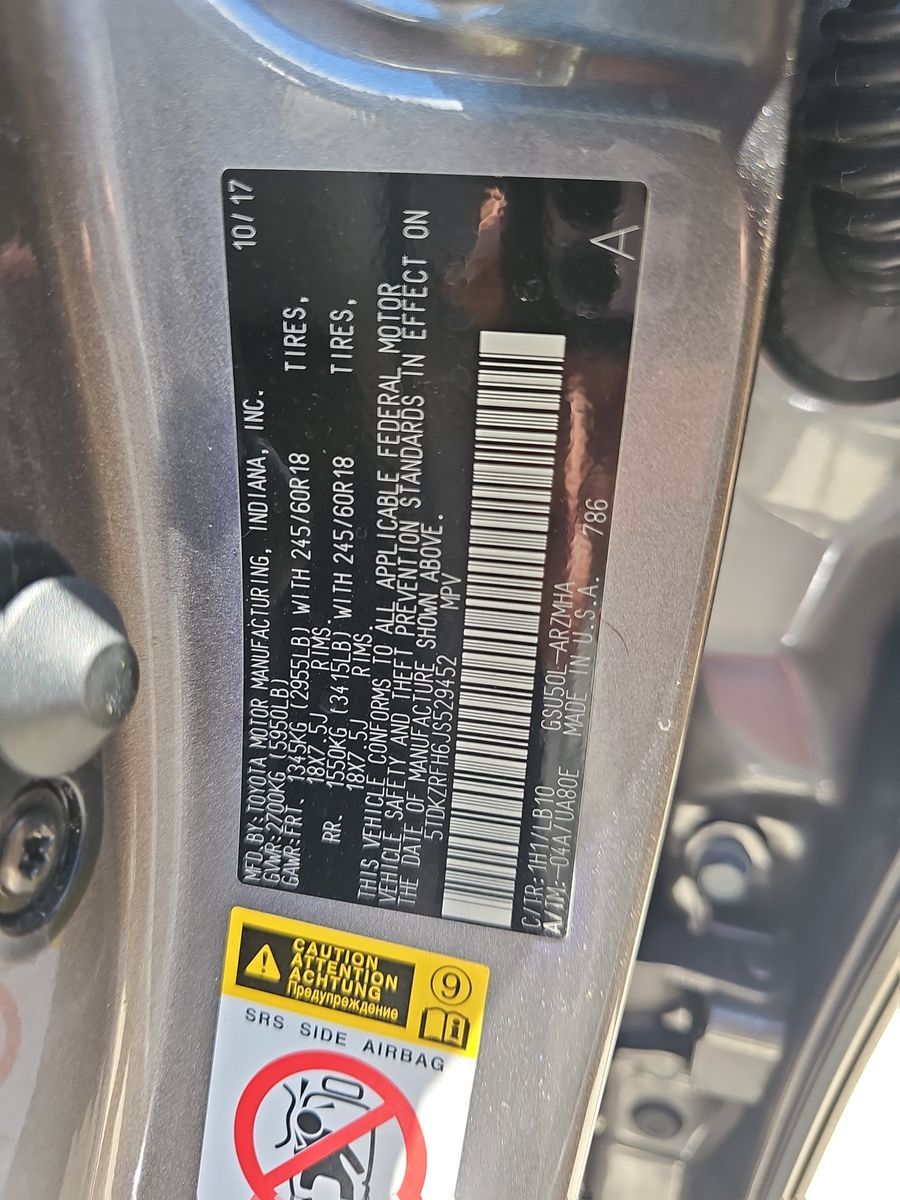 MFD.BY:TOYOTA MOTOR MANUFACTURING, INDIANA, INC. 10/17
GVWR:2700KG (5950LB)
GAWR:FRT. 1345KG (2955LB) WITH 245/60R18 TIRES,
18X7.5J RIMS.
RR. 1550KG (3415LB) WITH 245/60R18 TIRES,
18X7.5J RIMS.
THIS VEHICLE CONFORMS TO ALL APPLICABLE FEDERAL MOTOR
VEHICLE SAFETY AND THEFT PREVENTION STANDARDS IN EFFECT ON
THE DATE OF MANUFACTURE SHOWN ABOVE.
5TDKZRFH6JS529452 MPV
C/TR:1H1/LB10 GSU50L-ARZMHA
A/TM:-04A/UA80E MADE IN U.S.A. 786
A
CAUTION
ATTENTION
ACHTUNG
Предупреждение
9
SRS SIDE AIRBAG